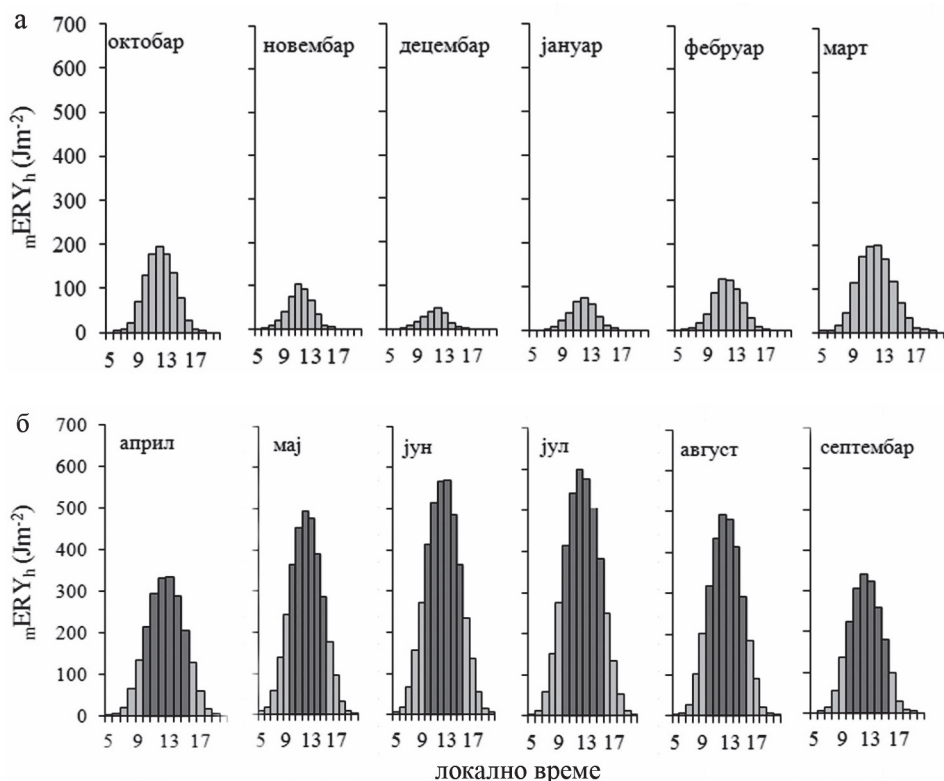 а
700
600
500
400
300
200
100
0
mERYh (Jm-2)
октобар новембар децембар јануар фебруар март
5 9 13 17 5 9 13 17 5 9 13 17 5 9 13 17 5 9 13 17 5 9 13 17
б
700
600
500
400
300
200
100
0
mERYh (Jm-2)
април мај јун јул август септембар
5 9 13 17 5 9 13 17 5 9 13 17 5 9 13 17 5 9 13 17 5 9 13 17
локално време